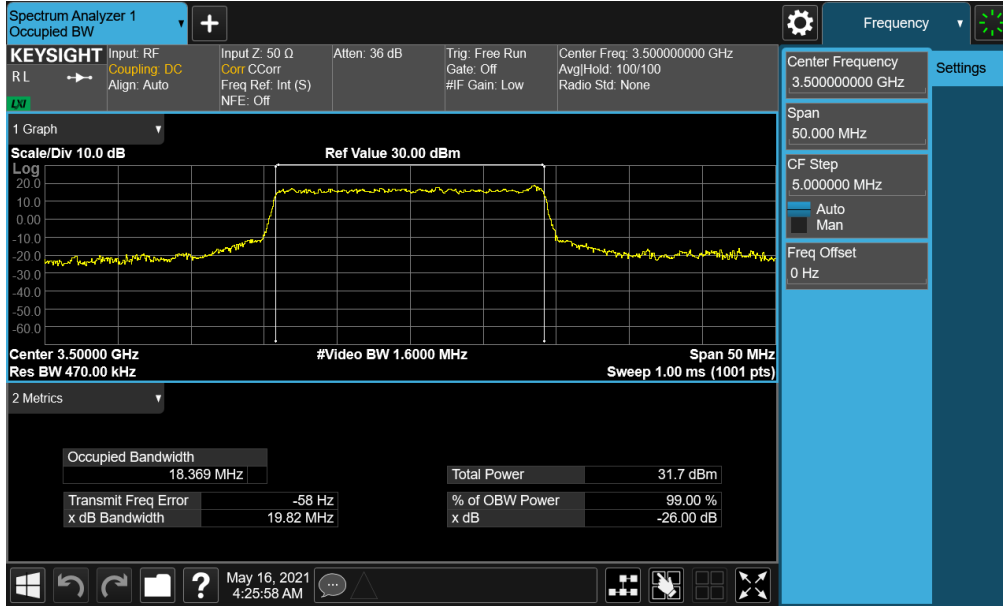 Spectrum Analyzer 1
Occupied BW
Frequency
KEYSIGHT
R L
LXI
Input: RF
Coupling: DC
Align: Auto
Input Z: 50 Ω
Corr CCorr
Freq Ref: Int (S)
NFE: Off
Atten: 36 dB
Trig: Free Run
Gate: Off
#IF Gain: Low
Center Freq: 3.500000000 GHz
Avg|Hold: 100/100
Radio Std: None
Center Frequency
3.500000000 GHz
Settings
Span
50.000 MHz
CF Step
5.000000 MHz
Auto
Man
Freq Offset
0 Hz
1 Graph
Scale/Div 10.0 dB
Ref Value 30.00 dBm
Log
20.0
10.0
0.00
-10.0
-20.0
-30.0
-40.0
-50.0
-60.0
Center 3.50000 GHz
#Video BW 1.6000 MHz
Span 50 MHz
Res BW 470.00 kHz
Sweep 1.00 ms (1001 pts)
2 Metrics
Occupied Bandwidth
18.369 MHz
Total Power 31.7 dBm
Transmit Freq Error -58 Hz
% of OBW Power 99.00 %
x dB Bandwidth 19.82 MHz
x dB -26.00 dB
?
May 16, 2021
4:25:58 AM